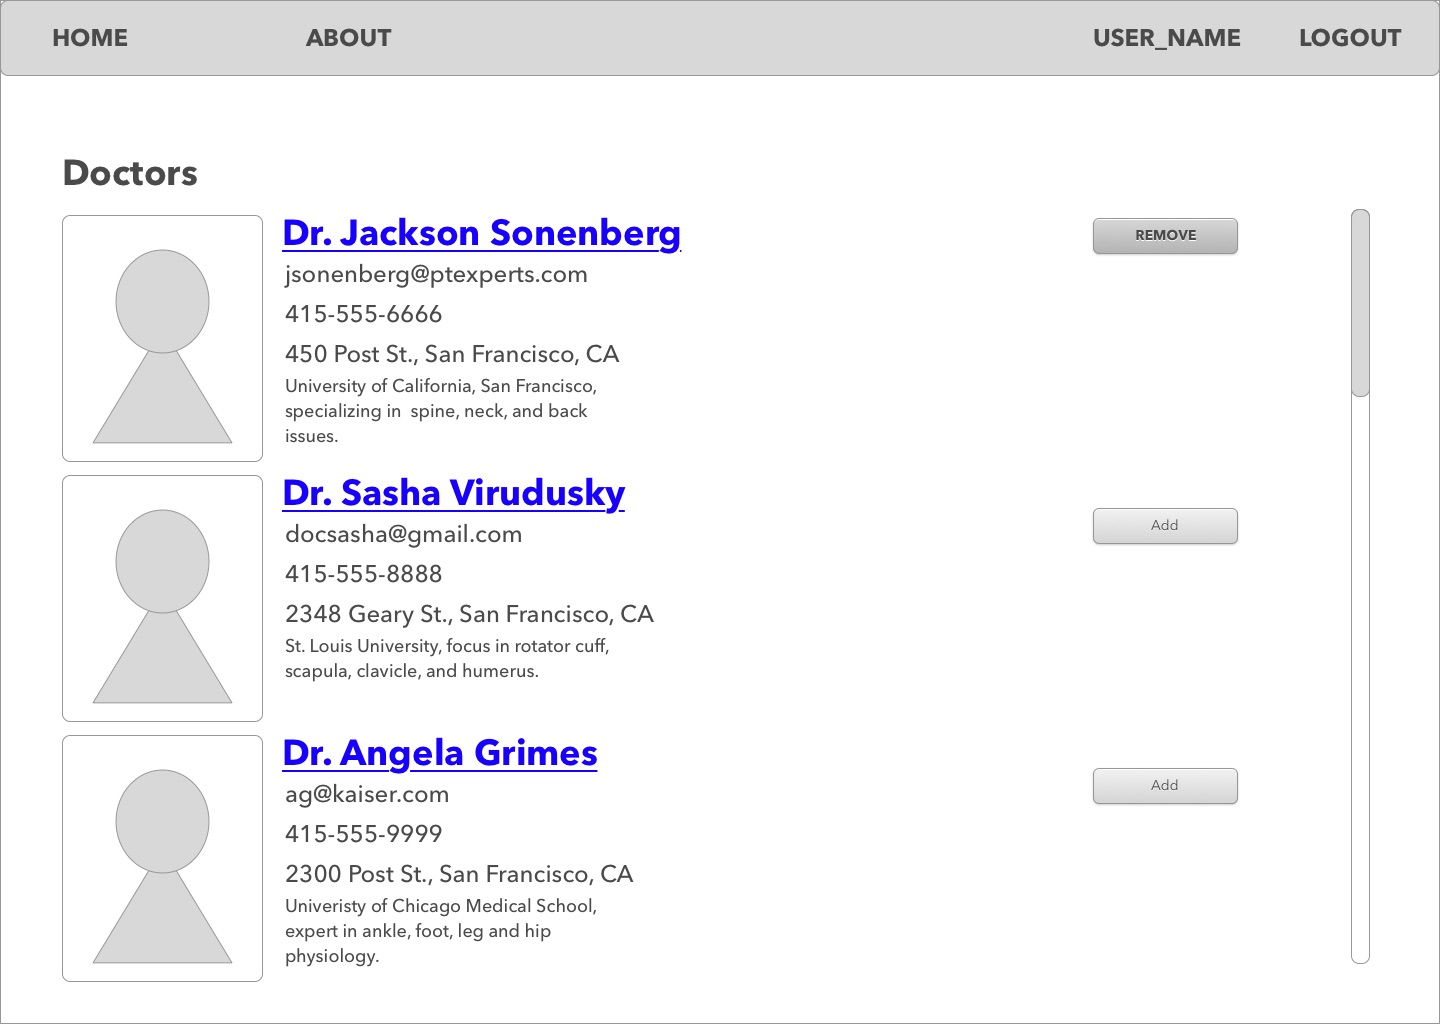 HOME ABOUT USER_NAME LOGOUT
Doctors
Dr. Jackson Sonenberg
REMOVE
jsonenberg@ptexperts.com
415-555-6666
450 Post St., San Francisco, CA
University of California, San Francisco,
specializing in  spine, neck, and back
issues.
Dr. Sasha Virudusky
Add
docsasha@gmail.com
415-555-8888
2348 Geary St., San Francisco, CA
St. Louis University, focus in rotator cuff,
scapula, clavicle, and humerus.
Dr. Angela Grimes
Add
ag@kaiser.com
415-555-9999
2300 Post St., San Francisco, CA
Univeristy of Chicago Medical School,
expert in ankle, foot, leg and hip
physiology.